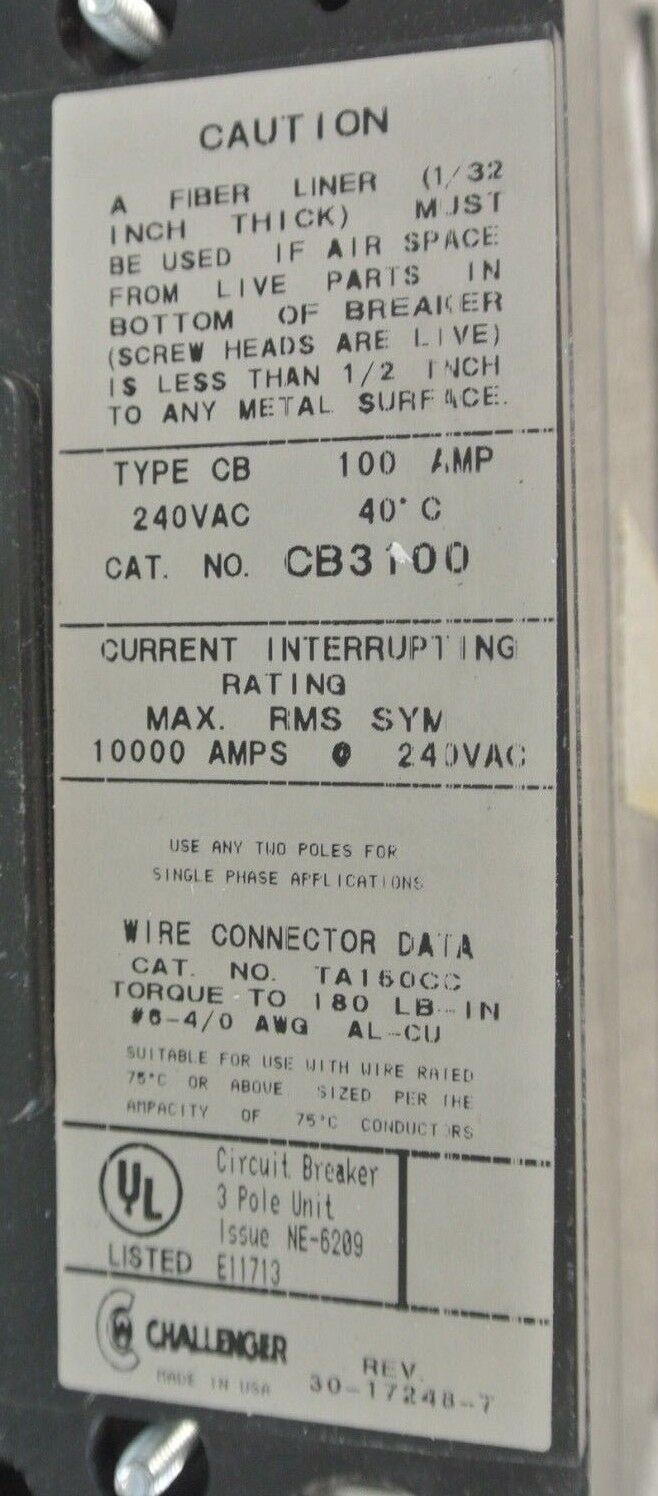 CAUTION
A FIBER LINER (1/32
INCH THICK) MUST
BE USED IF AIR SPACE
FROM LIVE PARTS IN
BOTTOM OF BREAKER
(SCREW HEADS ARE LIVE)
IS LESS THAN 1/2 INCH
TO ANY METAL SURFACE.
TYPE CB 100 AMP
240VAC 40°C
CAT. NO. CB3100
CURRENT INTERRUPTING
RATING
MAX. RMS SYM
10000 AMPS @ 240VAC
USE ANY TWO POLES FOR
SINGLE PHASE APPLICATIONS
WIRE CONNECTOR DATA
CAT. NO. TA150CC
TORQUE TO 180 LB-IN
#6-4/0 AWG AL-CU
SUITABLE FOR USE WITH WIRE RATED
75°C OR ABOVE SIZED PER THE
AMPACITY OF 75°C CONDUCTORS
UL
LISTED
Circuit Breaker
3 Pole Unit
Issue NE-6209
E11713
CHALLENGER
MADE IN USA
REV.
30-17248-7